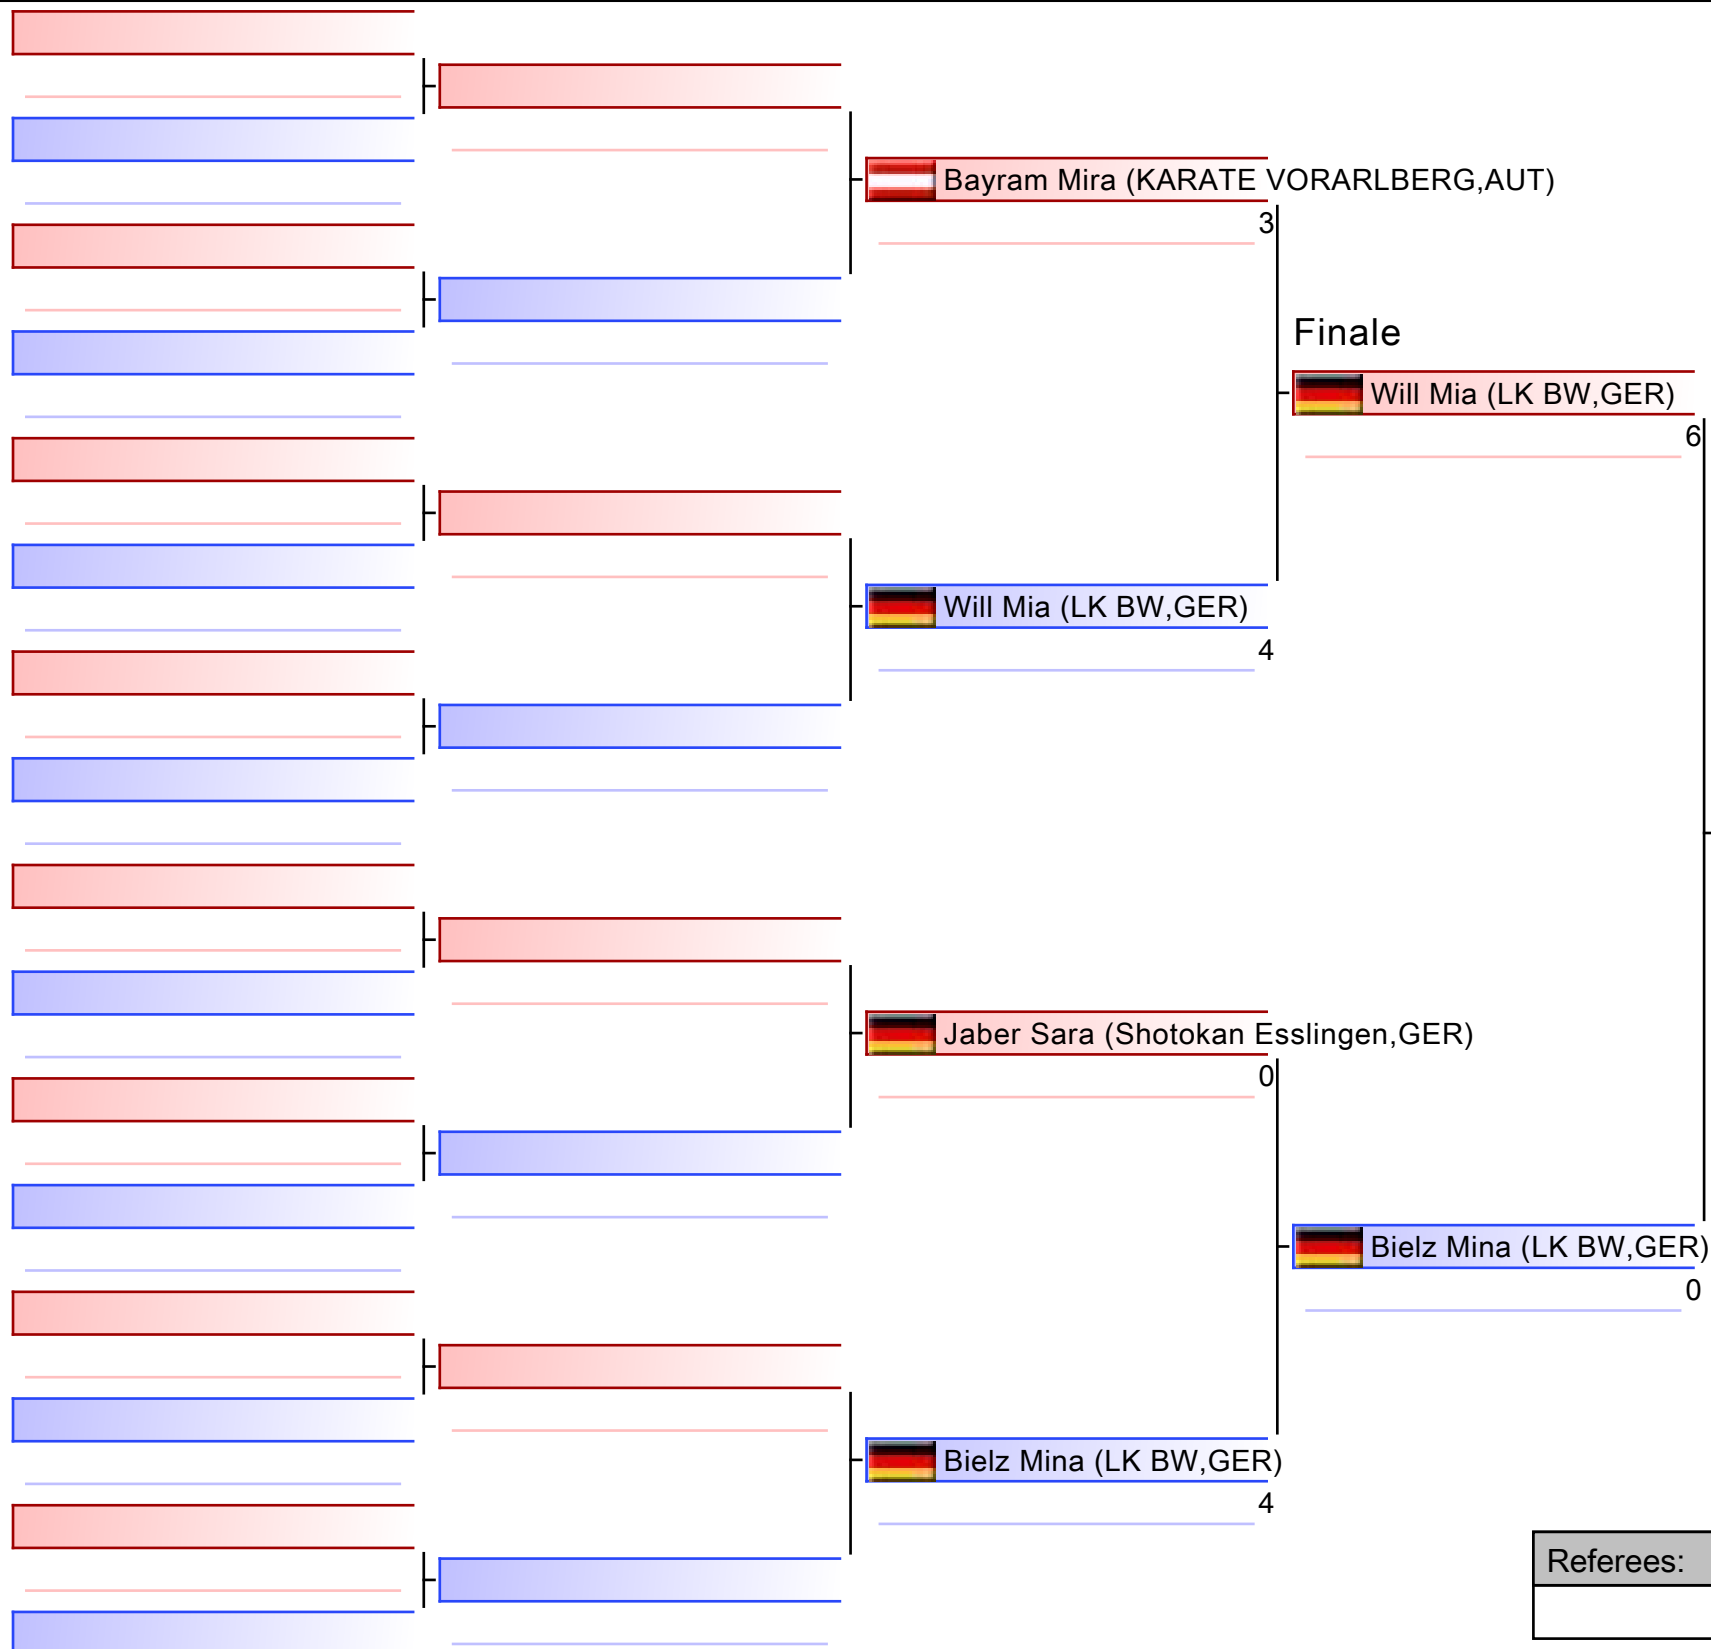 Bayram Mira (KARATE VORARLBERG,AUT)
3
Finale
Will Mia (LK BW,GER)
6
Will Mia (LK BW,GER)
4
Jaber Sara (Shotokan Esslingen,GER)
0
Bielz Mina (LK BW,GER)
0
Bielz Mina (LK BW,GER)
4
Referees: